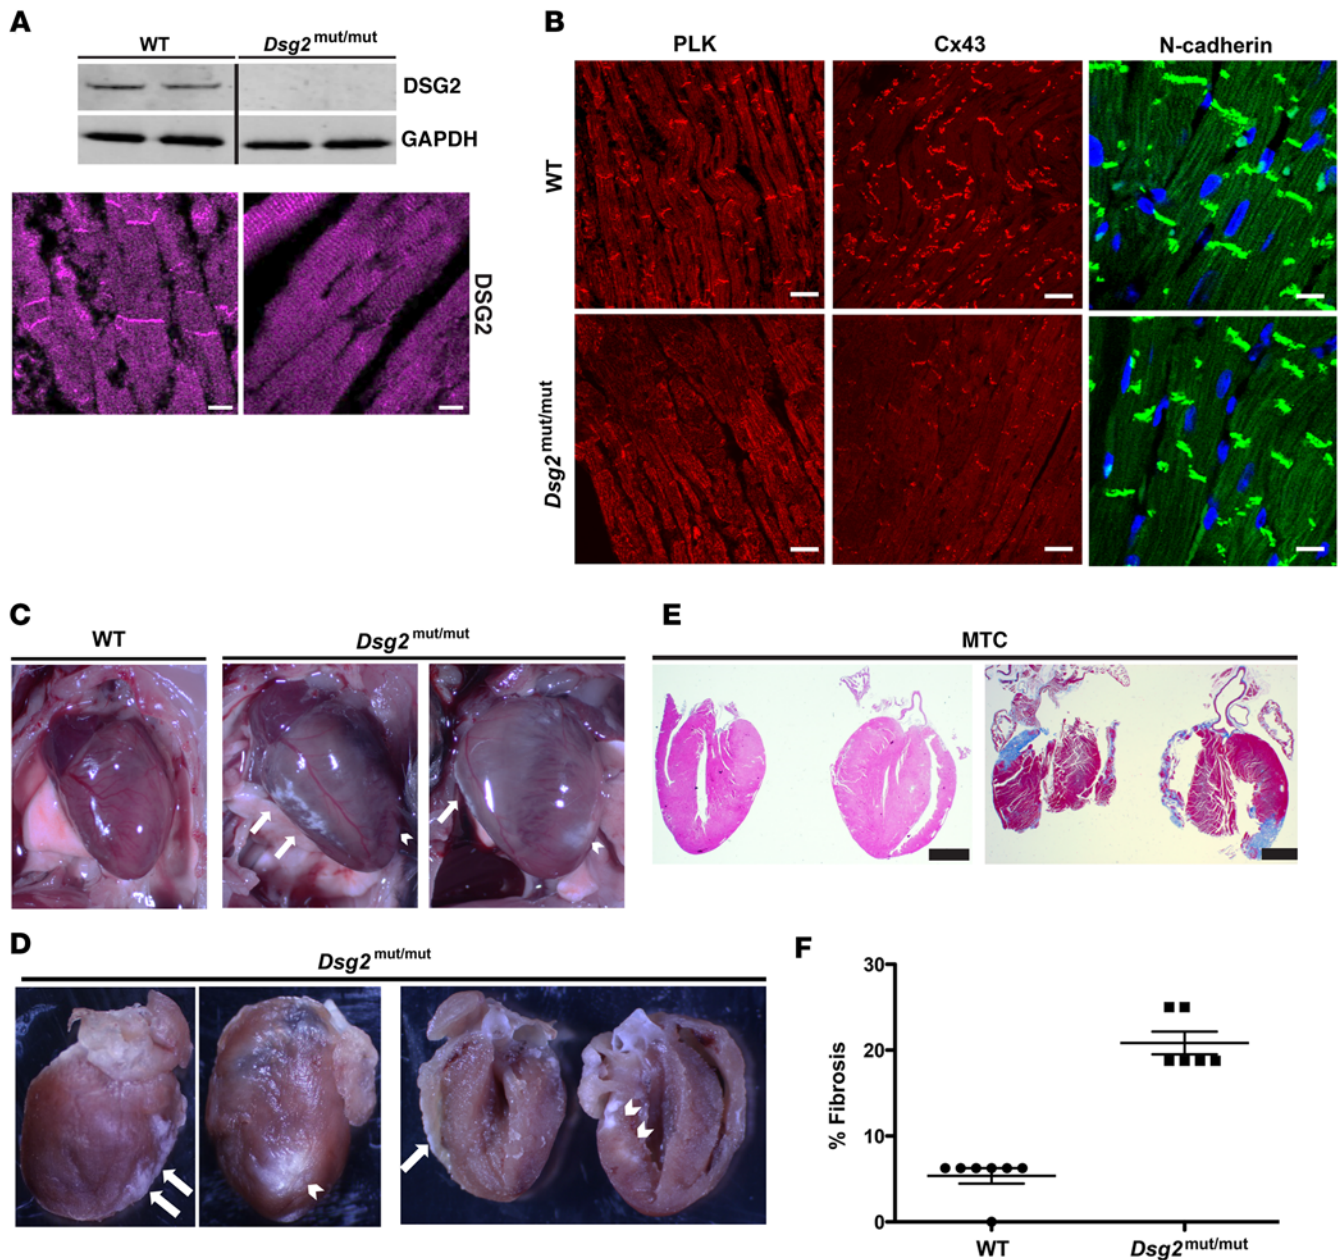 A
WT
Dsg2 mut/mut
DSG2
GAPDH
DSG2
B
PLK
Cx43
N-cadherin
WT
Dsg2 mut/mut
C
WT
Dsg2 mut/mut
D
Dsg2 mut/mut
E
MTC
F
% Fibrosis
30
20
10
0
WT
Dsg2 mut/mut